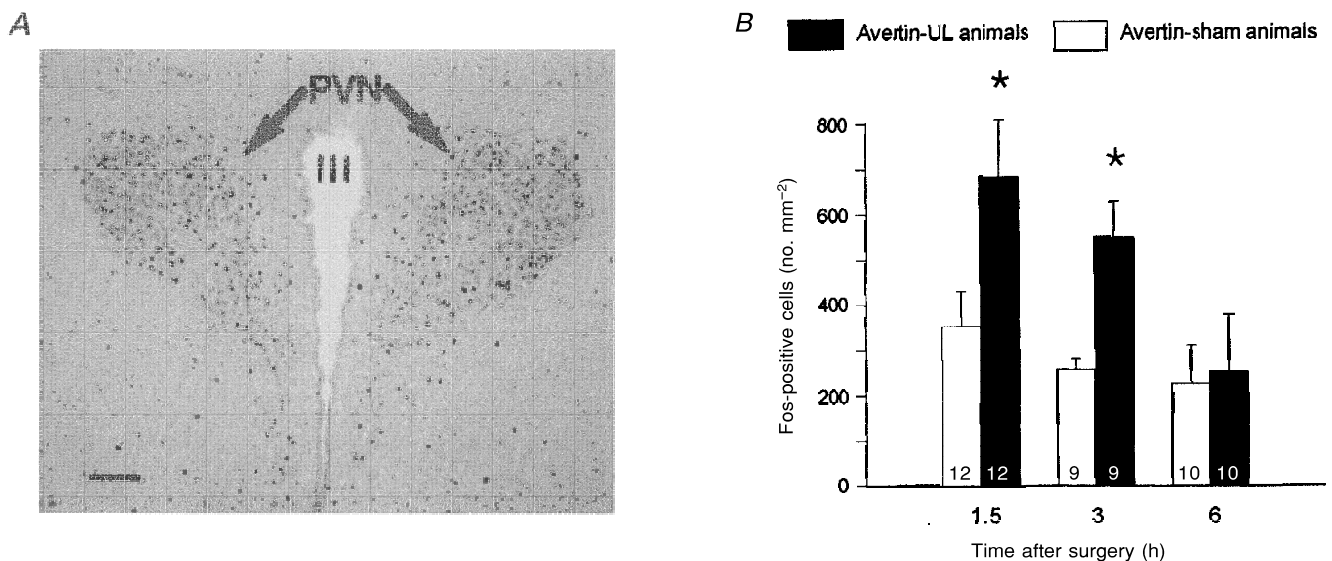 A
PVN
III
B
Avertin-UL animals
Avertin-sham animals
*
*
800
600
400
200
0
Fos-positive cells (no. mm⁻²)
12 12 9 9 10 10
1.5 3 6
Time after surgery (h)